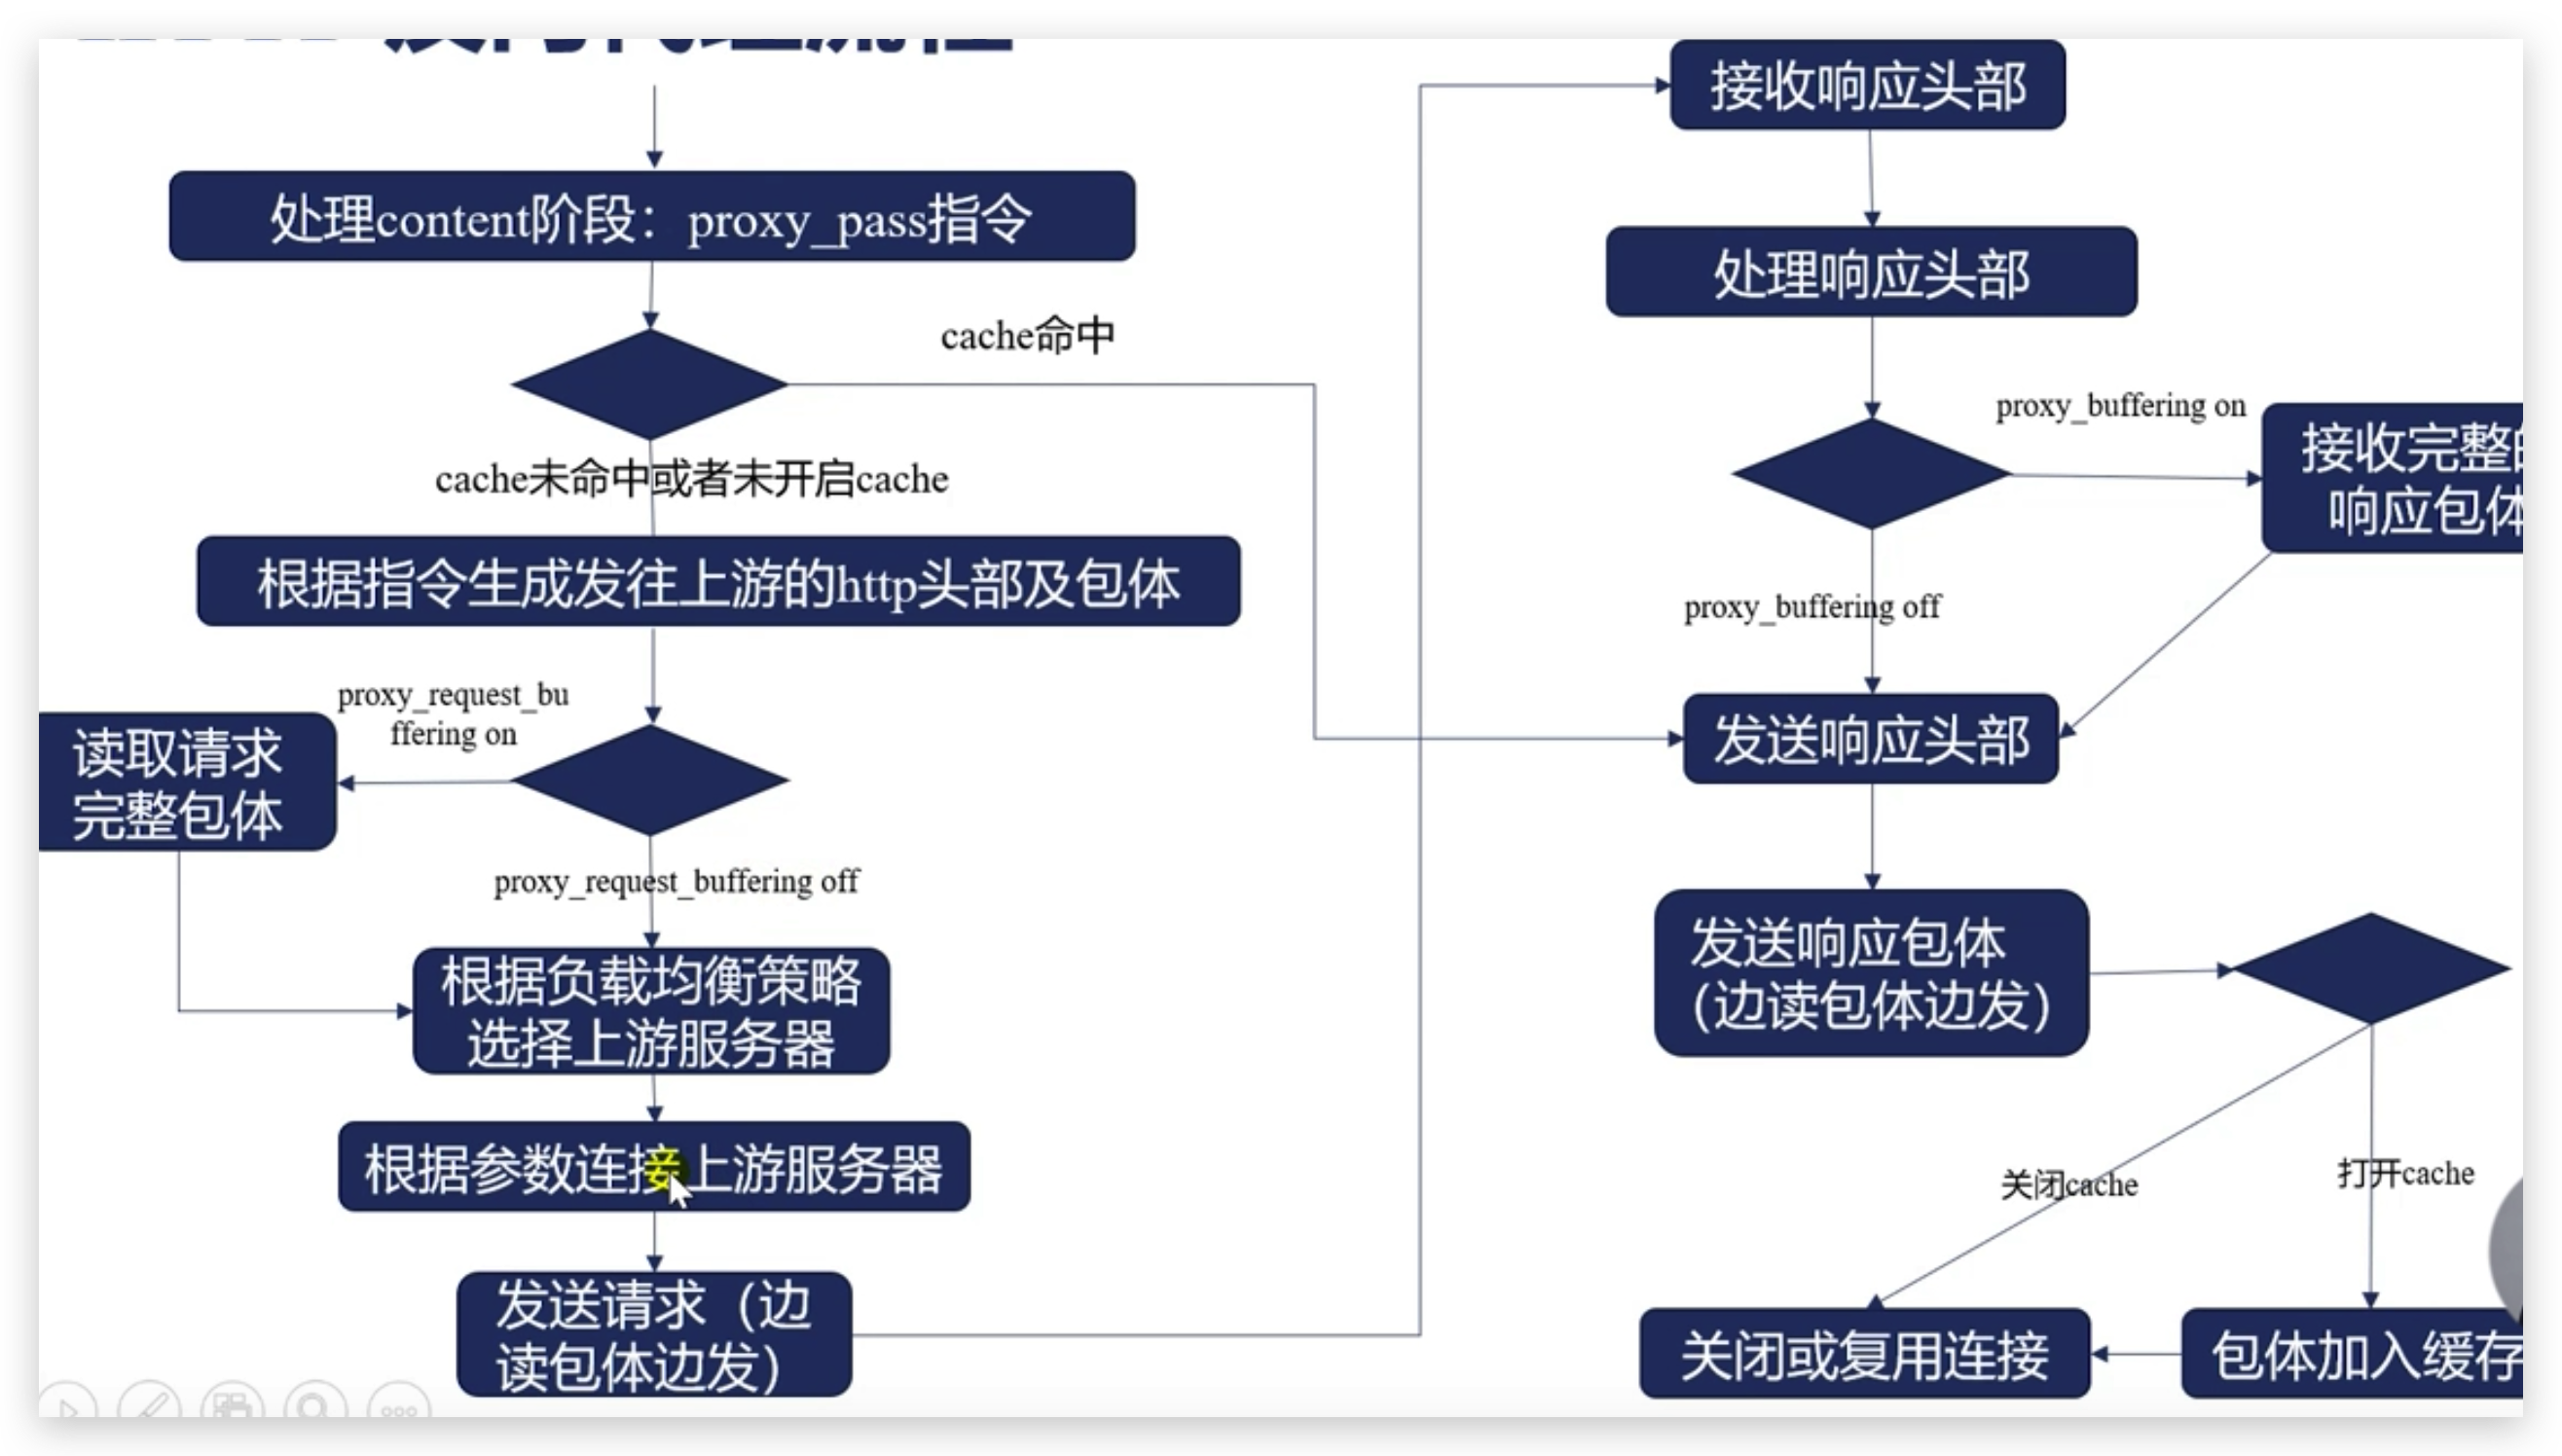 处理content阶段：proxy_pass指令
cache命中
cache未命中或者未开启cache
根据指令生成发往上游的http头部及包体
proxy_request_bu
ffering on
读取请求
完整包体
proxy_request_buffering off
根据负载均衡策略
选择上游服务器
根据参数连接上游服务器
发送请求（边
读包体边发）
接收响应头部
处理响应头部
proxy_buffering on
接收完整的
响应包体
proxy_buffering off
发送响应头部
发送响应包体
（边读包体边发）
关闭cache
打开cache
关闭或复用连接
包体加入缓存